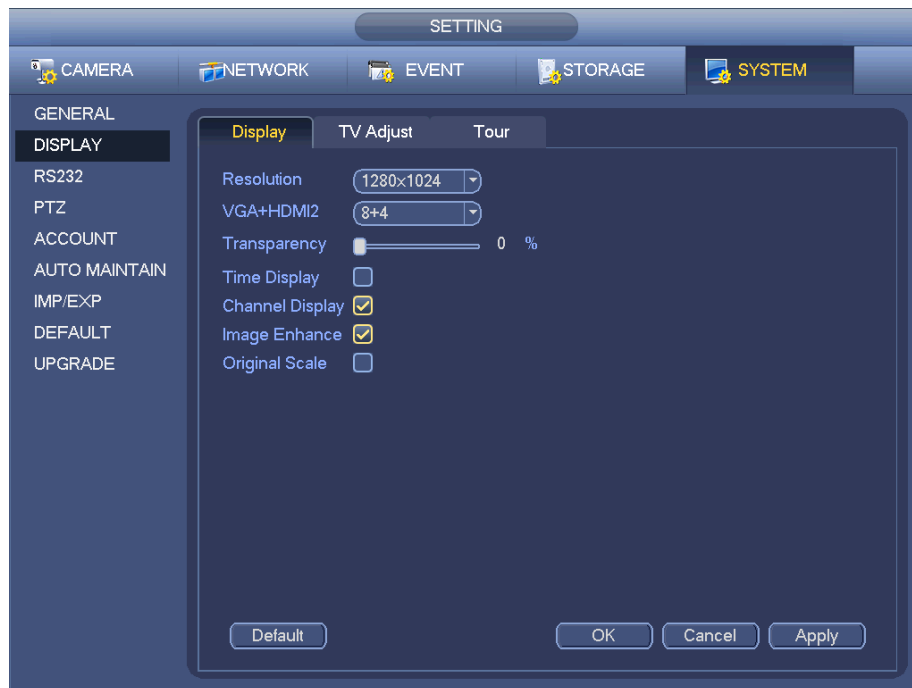 SETTING
CAMERA NETWORK EVENT STORAGE SYSTEM
GENERAL
DISPLAY
RS232
PTZ
ACCOUNT
AUTO MAINTAIN
IMP/EXP
DEFAULT
UPGRADE
Display TV Adjust Tour
Resolution 1280×1024
VGA+HDMI2 8+4
Transparency 0 %
Time Display
Channel Display
Image Enhance
Original Scale
Default OK Cancel Apply